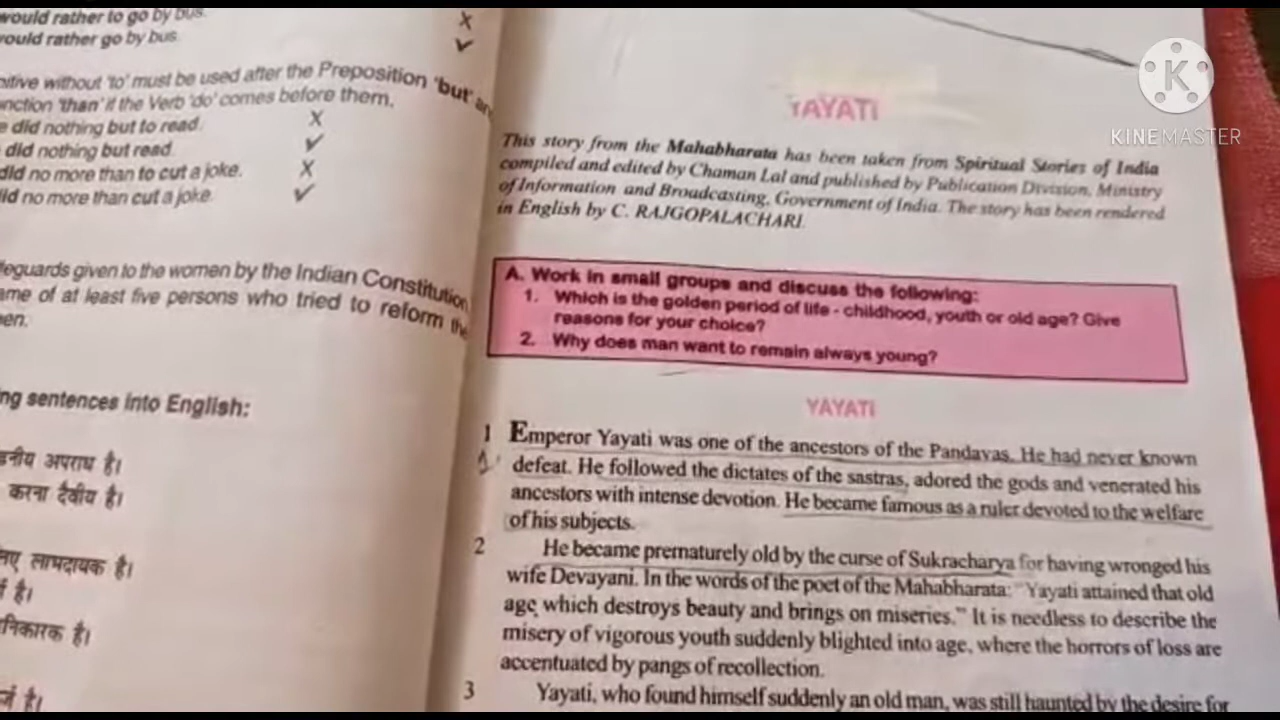 would rather to go by bus. X
would rather go by bus ✓
nitive without 'to' must be used after the Preposition 'but' an
nction 'than' if the Verb 'do' comes before them.
e did nothing but to read. X
did nothing but read. ✓
did no more than to cut a joke. X
did no more than cut a joke. ✓
feguards given to the women by the Indian Constitution
ame of at least five persons who tried to reform the
en.
ng sentences into English:
डनीय अपराध है।
करना दैवीय है।
लिए लाभदायक है।
है।
निकारक है।
है।
YAYATI
This story from the Mahabharata has been taken from Spiritual Stories of India
compiled and edited by Chaman Lal and published by Publication Division, Ministry
of Information and Broadcasting, Government of India. The story has been rendered
in English by C. RAJGOPALACHARI.
A. Work in small groups and discuss the following:
1. Which is the golden period of life - childhood, youth or old age? Give
reasons for your choice?
2. Why does man want to remain always young?
YAYATI
1 Emperor Yayati was one of the ancestors of the Pandavas. He had never known
defeat. He followed the dictates of the sastras, adored the gods and venerated his
ancestors with intense devotion. He became famous as a ruler devoted to the welfare
of his subjects.
2 He became prematurely old by the curse of Sukracharya for having wronged his
wife Devayani. In the words of the poet of the Mahabharata: "Yayati attained that old
age which destroys beauty and brings on miseries." It is needless to describe the
misery of vigorous youth suddenly blighted into age, where the horrors of loss are
accentuated by pangs of recollection.
3 Yayati, who found himself suddenly an old man, was still haunted by the desire for
K
KINEMASTER